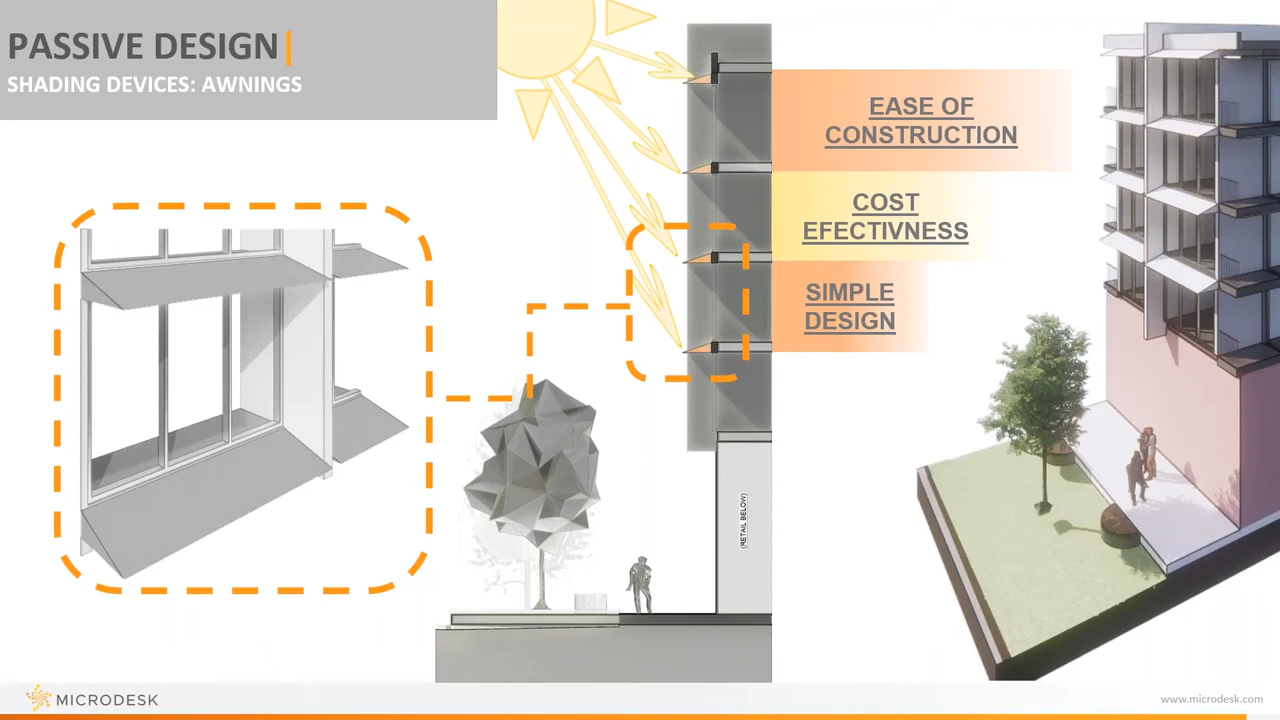 PASSIVE DESIGN|
SHADING DEVICES: AWNINGS
EASE OF
CONSTRUCTION
COST
EFECTIVNESS
SIMPLE
DESIGN
(RETAIL BELOW)
MICRODESK
www.microdesk.com